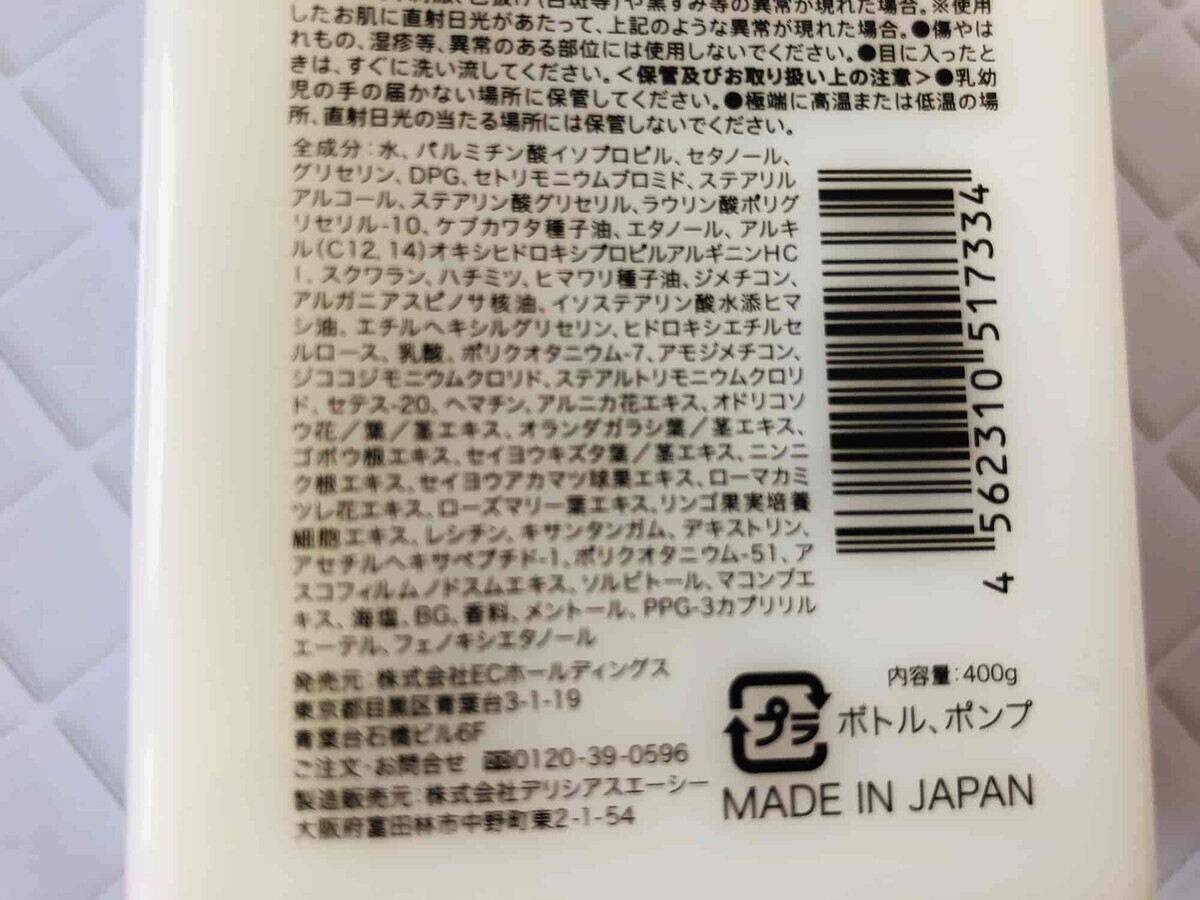 色抜け(白斑等)や黒ずみ等の異常が現れた場合。※使用
したお肌に直射日光があたって、上記のような異常が現れた場合。●傷やは
れもの、湿疹等、異常のある部位には使用しないでください。●目に入ったと
きは、すぐに洗い流してください。<保管及びお取り扱い上の注意>●乳幼
児の手の届かない場所に保管してください。●極端に高温または低温の場
所、直射日光の当たる場所には保管しないでください。
全成分:水、パルミチン酸イソプロピル、セタノール、
グリセリン、DPG、セトリモニウムブロミド、ステアリル
アルコール、ステアリン酸グリセリル、ラウリン酸ポリグ
リセリル-10、ケブカワタ種子油、エタノール、アルキ
ル(C12,14)オキシヒドロキシプロピルアルギニンHC
l、スクワラン、ハチミツ、ヒマワリ種子油、ジメチコン、
アルガニアスピノサ核油、イソステアリン酸水添ヒマ
シ油、エチルヘキシルグリセリン、ヒドロキシエチルセ
ルロース、乳酸、ポリクオタニウム-7、アモジメチコン、
ジココジモニウムクロリド、ステアルトリモニウムクロリ
ド、セテス-20、ヘマチン、アルニカ花エキス、オドリコソ
ウ花/葉/茎エキス、オランダガラシ葉/茎エキス、
ゴボウ根エキス、セイヨウキズタ葉/茎エキス、ニンニ
ク根エキス、セイヨウアカマツ球果エキス、ローマカミ
ツレ花エキス、ローズマリー葉エキス、リンゴ果実培養
細胞エキス、レシチン、キサンタンガム、デキストリン、
アセチルヘキサペプチド-1、ポリクオタニウム-51、ア
スコフィルムノドスムエキス、ソルビトール、マコンブエ
キス、海塩、BG、香料、メントール、PPG-3カプリリル
エーテル、フェノキシエタノール
発売元:株式会社ECホールディングス
東京都目黒区青葉台3-1-19
青葉台石橋ビル6F
ご注文・お問合せ 0120-39-0596
製造販売元:株式会社デリシアスエーシー
大阪府富田林市中野町東2-1-54
4 562310 517334
内容量:400g
プラ ボトル、ポンプ
MADE IN JAPAN